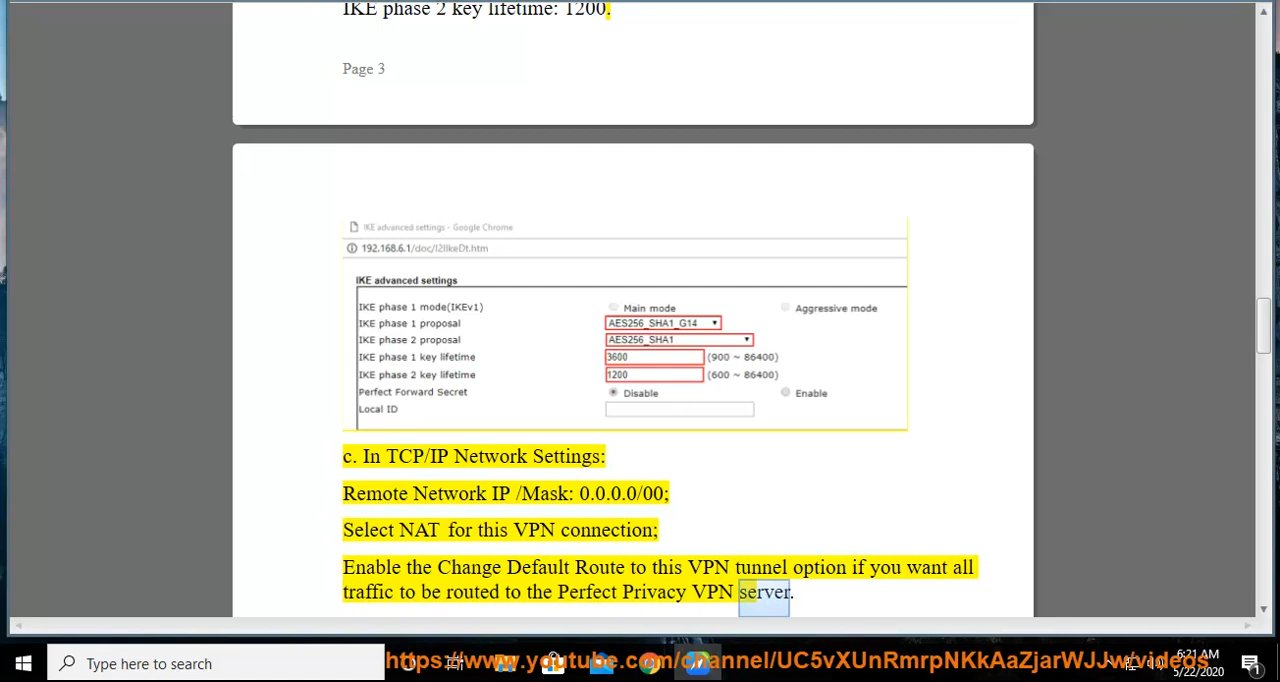 IKE phase 2 key lifetime: 1200.
Page 3
IKE advanced settings - Google Chrome
192.168.6.1/doc/l2lIkeDt.htm
IKE advanced settings
IKE phase 1 mode(IKEv1) Main mode Aggressive mode
IKE phase 1 proposal AES256_SHA1_G14
IKE phase 2 proposal AES256_SHA1
IKE phase 1 key lifetime 3600 (900 ~ 86400)
IKE phase 2 key lifetime 1200 (600 ~ 86400)
Perfect Forward Secret Disable Enable
Local ID
c. In TCP/IP Network Settings:
Remote Network IP /Mask: 0.0.0.0/00;
Select NAT for this VPN connection;
Enable the Change Default Route to this VPN tunnel option if you want all
traffic to be routed to the Perfect Privacy VPN server.
Type here to search
https://www.youtube.com/channel/UC5vXUnRmrpNKkAaZjarWJJw/videos
6:21 AM
5/22/2020
1